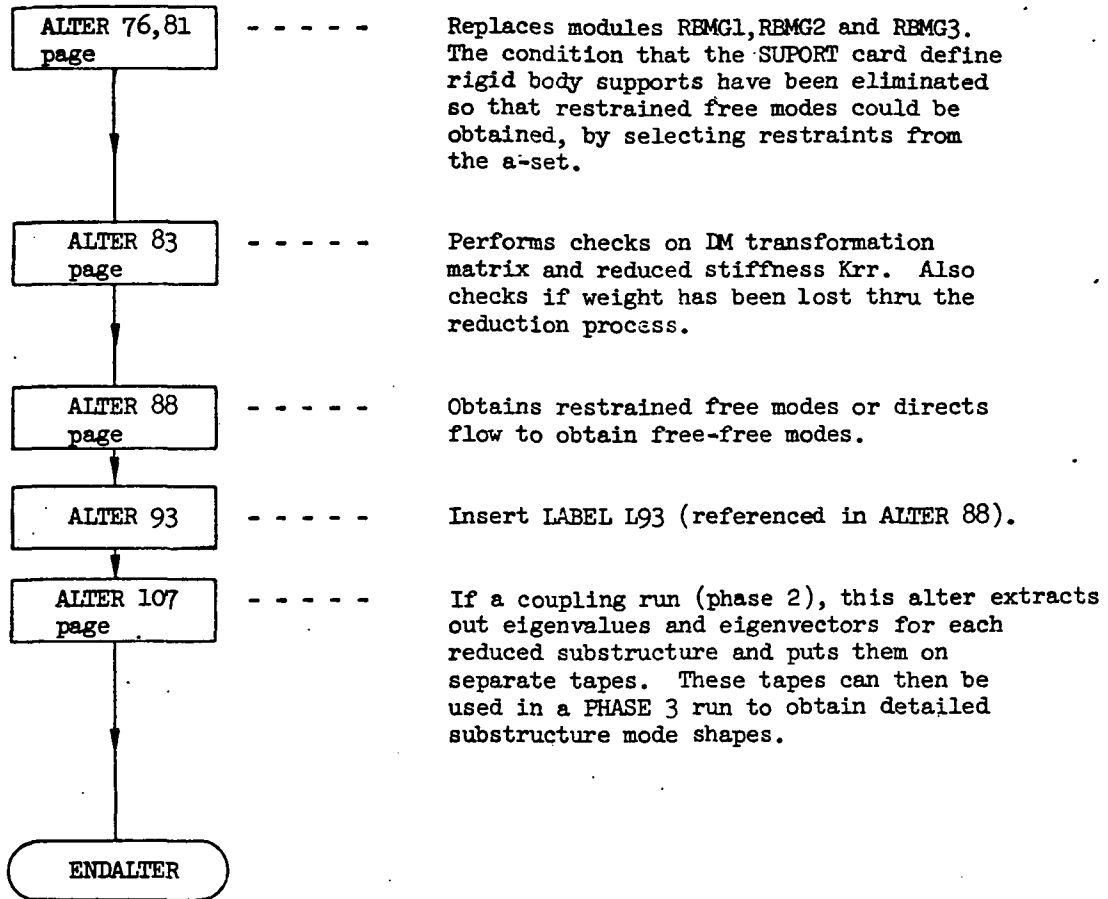 ALTER 76,81
page
Replaces modules RBMG1,RBMG2 and RBMG3.
The condition that the SUPORT card define
rigid body supports have been eliminated
so that restrained free modes could be
obtained, by selecting restraints from
the a-set.
ALTER 83
page
Performs checks on DM transformation
matrix and reduced stiffness Krr. Also
checks if weight has been lost thru the
reduction process.
ALTER 88
page
Obtains restrained free modes or directs
flow to obtain free-free modes.
ALTER 93
Insert LABEL L93 (referenced in ALTER 88).
ALTER 107
page
If a coupling run (phase 2), this alter extracts
out eigenvalues and eigenvectors for each
reduced substructure and puts them on
separate tapes. These tapes can then be
used in a PHASE 3 run to obtain detailed
substructure mode shapes.
ENDALTER